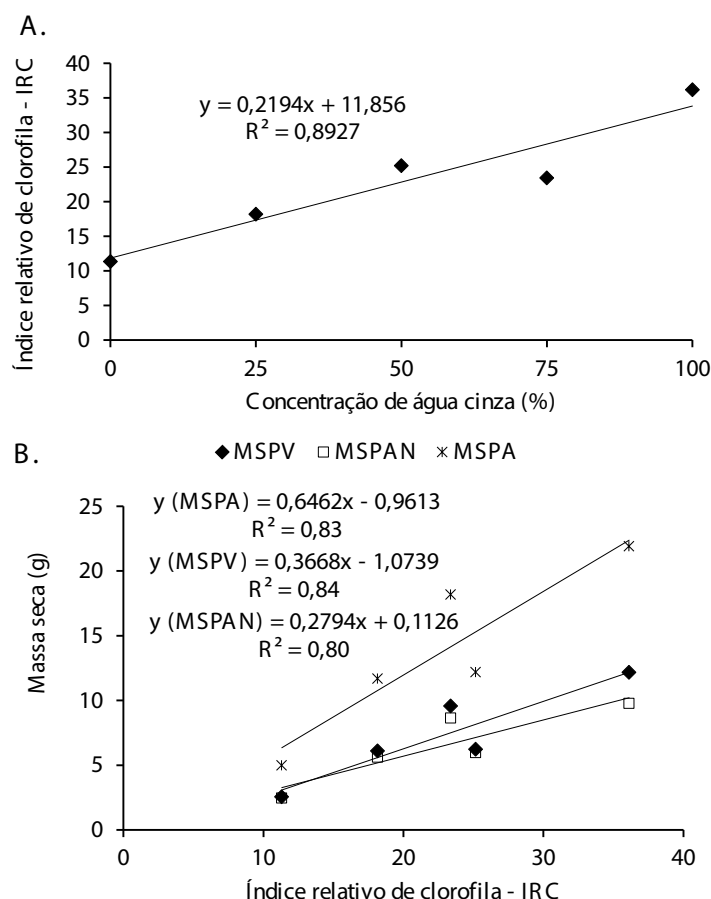 A.
Índice relativo de clorofila - IRC
40
35
30
25
20
15
10
5
0
y = 0,2194x + 11,856
R² = 0,8927
0 25 50 75 100
Concentração de água cinza (%)
B.
MSPV MSPAN MSPA
Massa seca (g)
25
20
15
10
5
0
y (MSPA) = 0,6462x - 0,9613
R² = 0,83
y (MSPV) = 0,3668x - 1,0739
R² = 0,84
y (MSPAN) = 0,2794x + 0,1126
R² = 0,80
0 10 20 30 40
Índice relativo de clorofila - IRC